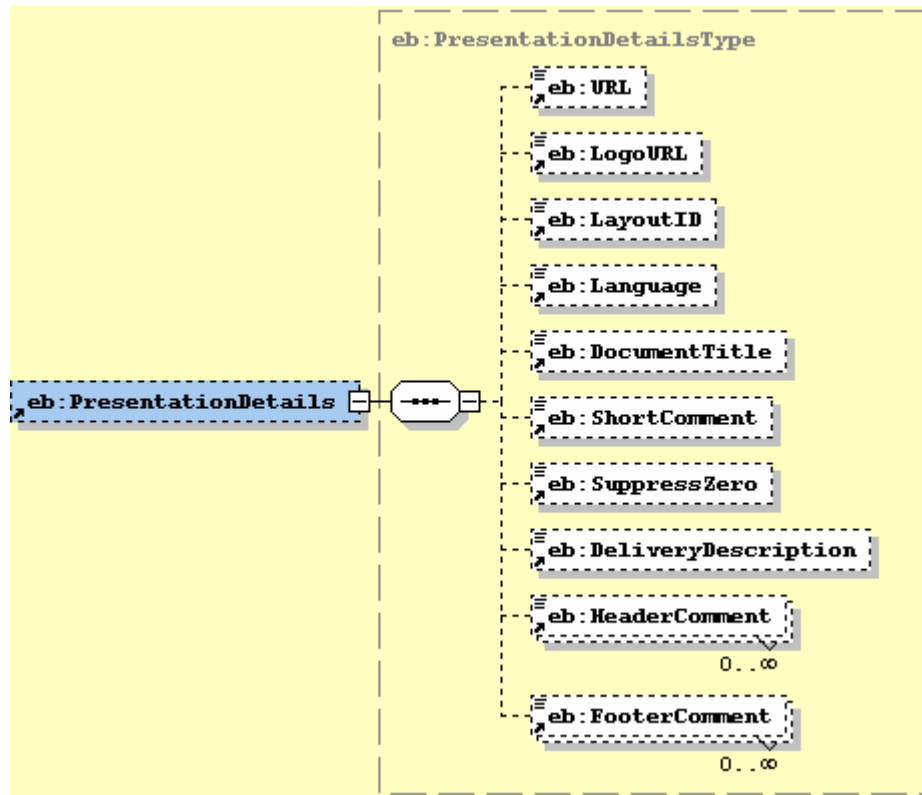 eb:PresentationDetailsType
eb:URL
eb:LogoURL
eb:LayoutID
eb:Language
eb:DocumentTitle
eb:PresentationDetails
eb:ShortComment
eb:SuppressZero
eb:DeliveryDescription
eb:HeaderComment
0..∞
eb:FooterComment
0..∞